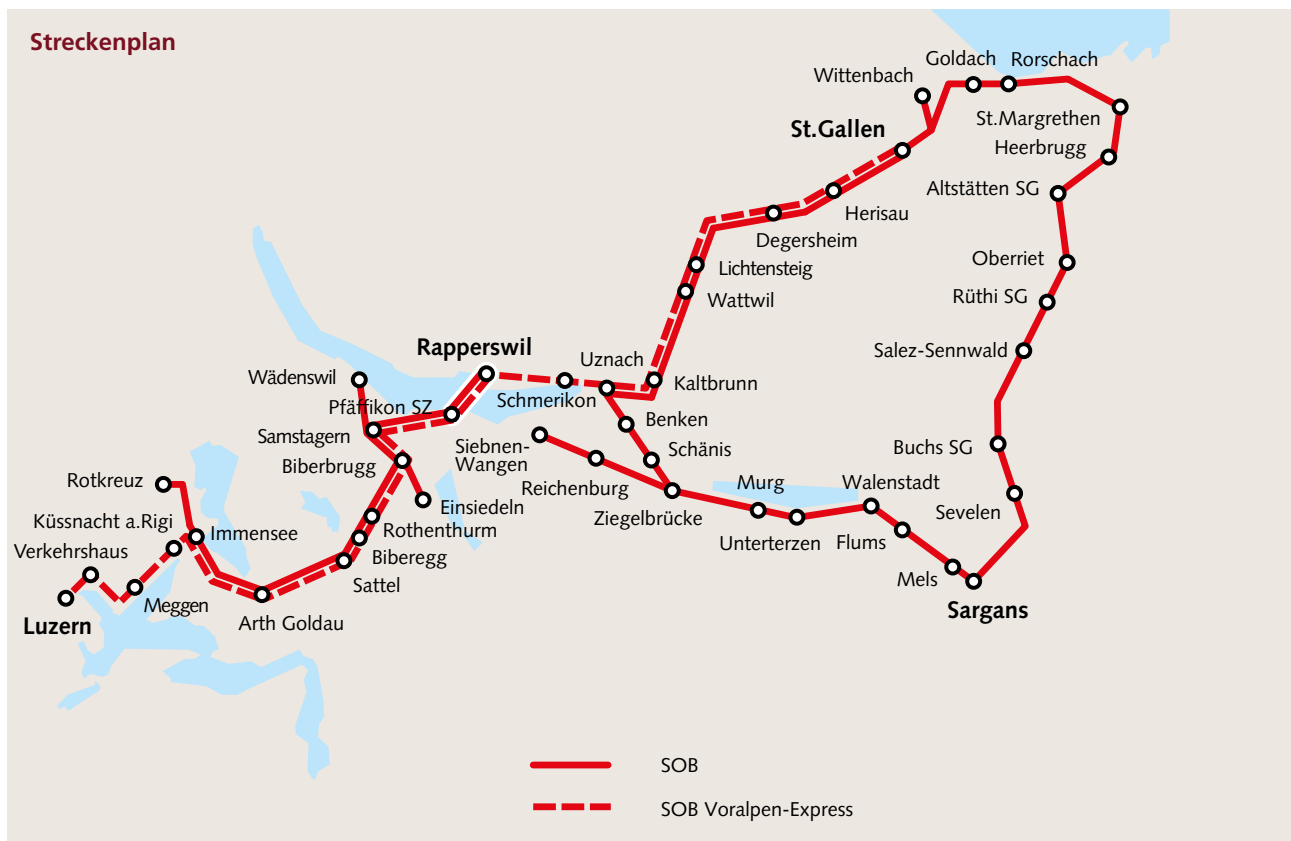 Streckenplan
Goldach
Rorschach
Wittenbach
St.Margrethen
St.Gallen
Heerbrugg
Altstätten SG
Herisau
Degersheim
Oberriet
Lichtensteig
Rüthi SG
Wattwil
Rapperswil
Uznach
Salez-Sennwald
Wädenswil
Kaltbrunn
Schmerikon
Pfäffikon SZ
Benken
Samstagern
Siebnen-
Wangen
Schänis
Buchs SG
Biberbrugg
Rotkreuz
Reichenburg
Murg
Walenstadt
Einsiedeln
Ziegelbrücke
Sevelen
Küssnacht a.Rigi
Immensee
Rothenthurm
Unterterzen
Flums
Verkehrshaus
Biberegg
Mels
Sattel
Meggen
Sargans
Luzern
Arth Goldau
SOB
SOB Voralpen-Express